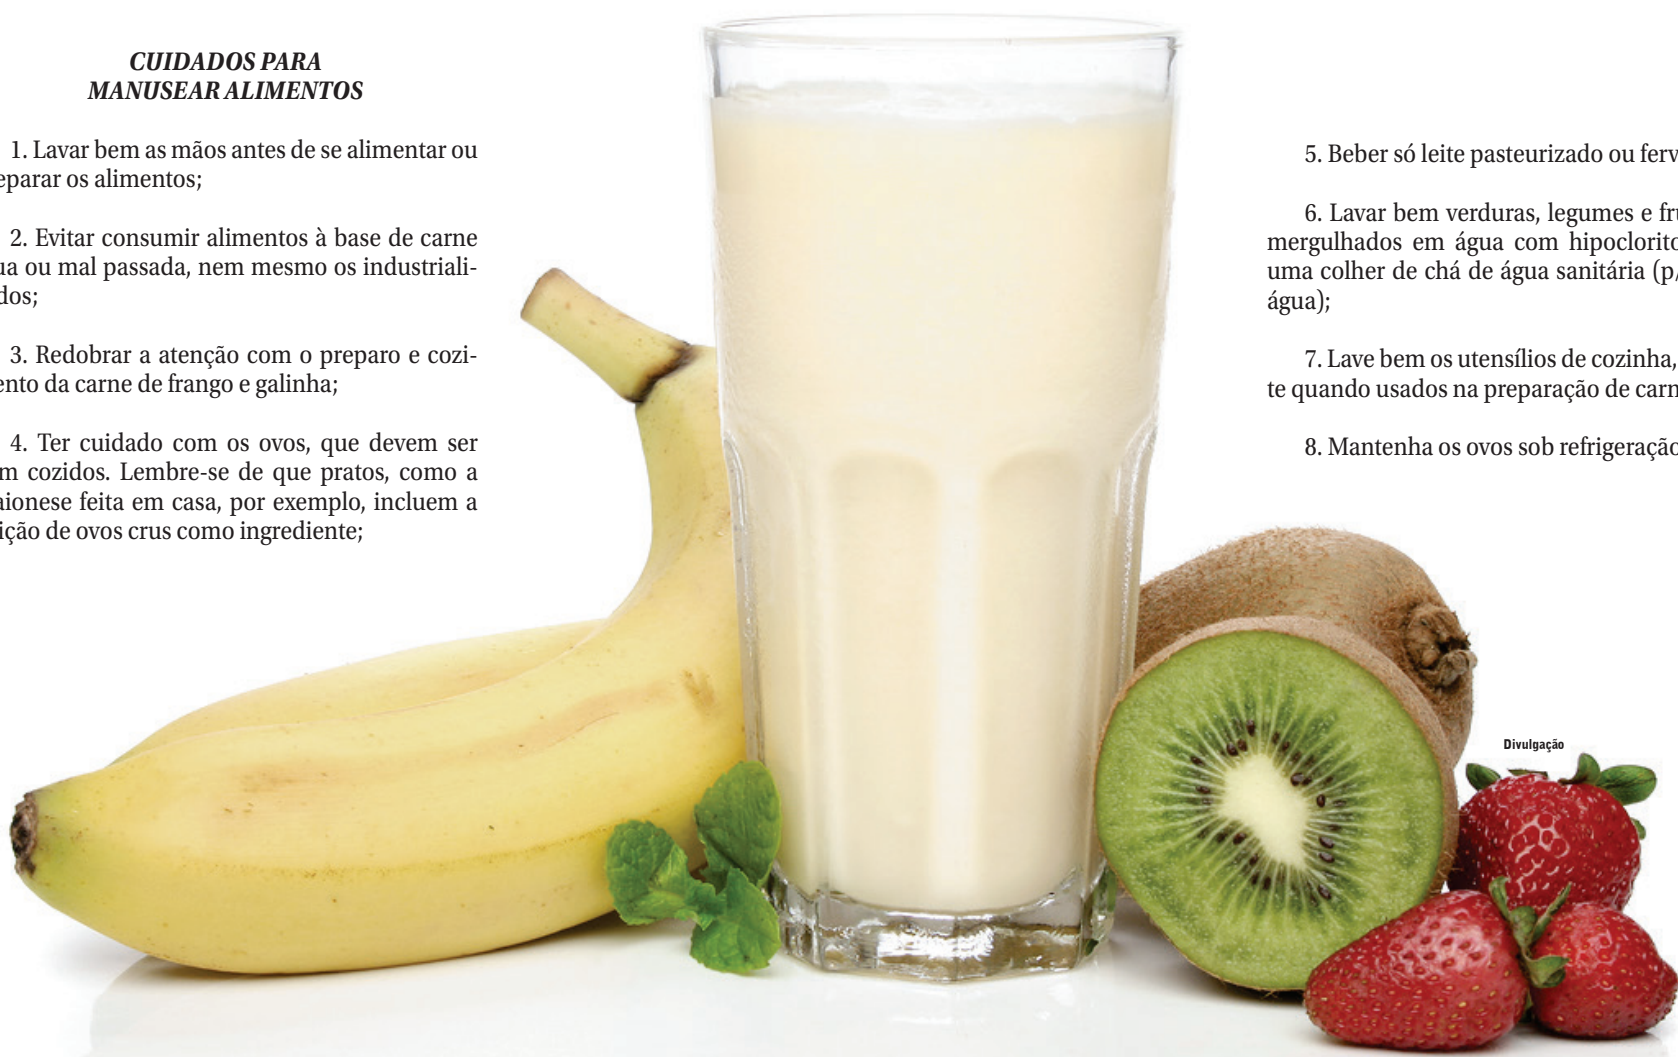 CUIDADOS PARA
MANUSEAR ALIMENTOS
1. Lavar bem as mãos antes de se alimentar ou
eparar os alimentos;
2. Evitar consumir alimentos à base de carne
ua ou mal passada, nem mesmo os industriali-
dos;
3. Redobrar a atenção com o preparo e cozi-
ento da carne de frango e galinha;
4. Ter cuidado com os ovos, que devem ser
m cozidos. Lembre-se de que pratos, como a
aionese feita em casa, por exemplo, incluem a
ição de ovos crus como ingrediente;
5. Beber só leite pasteurizado ou ferv
6. Lavar bem verduras, legumes e fru
mergulhados em água com hipoclorito
uma colher de chá de água sanitária (p/
água);
7. Lave bem os utensílios de cozinha,
te quando usados na preparação de carn
8. Mantenha os ovos sob refrigeração
Divulgação